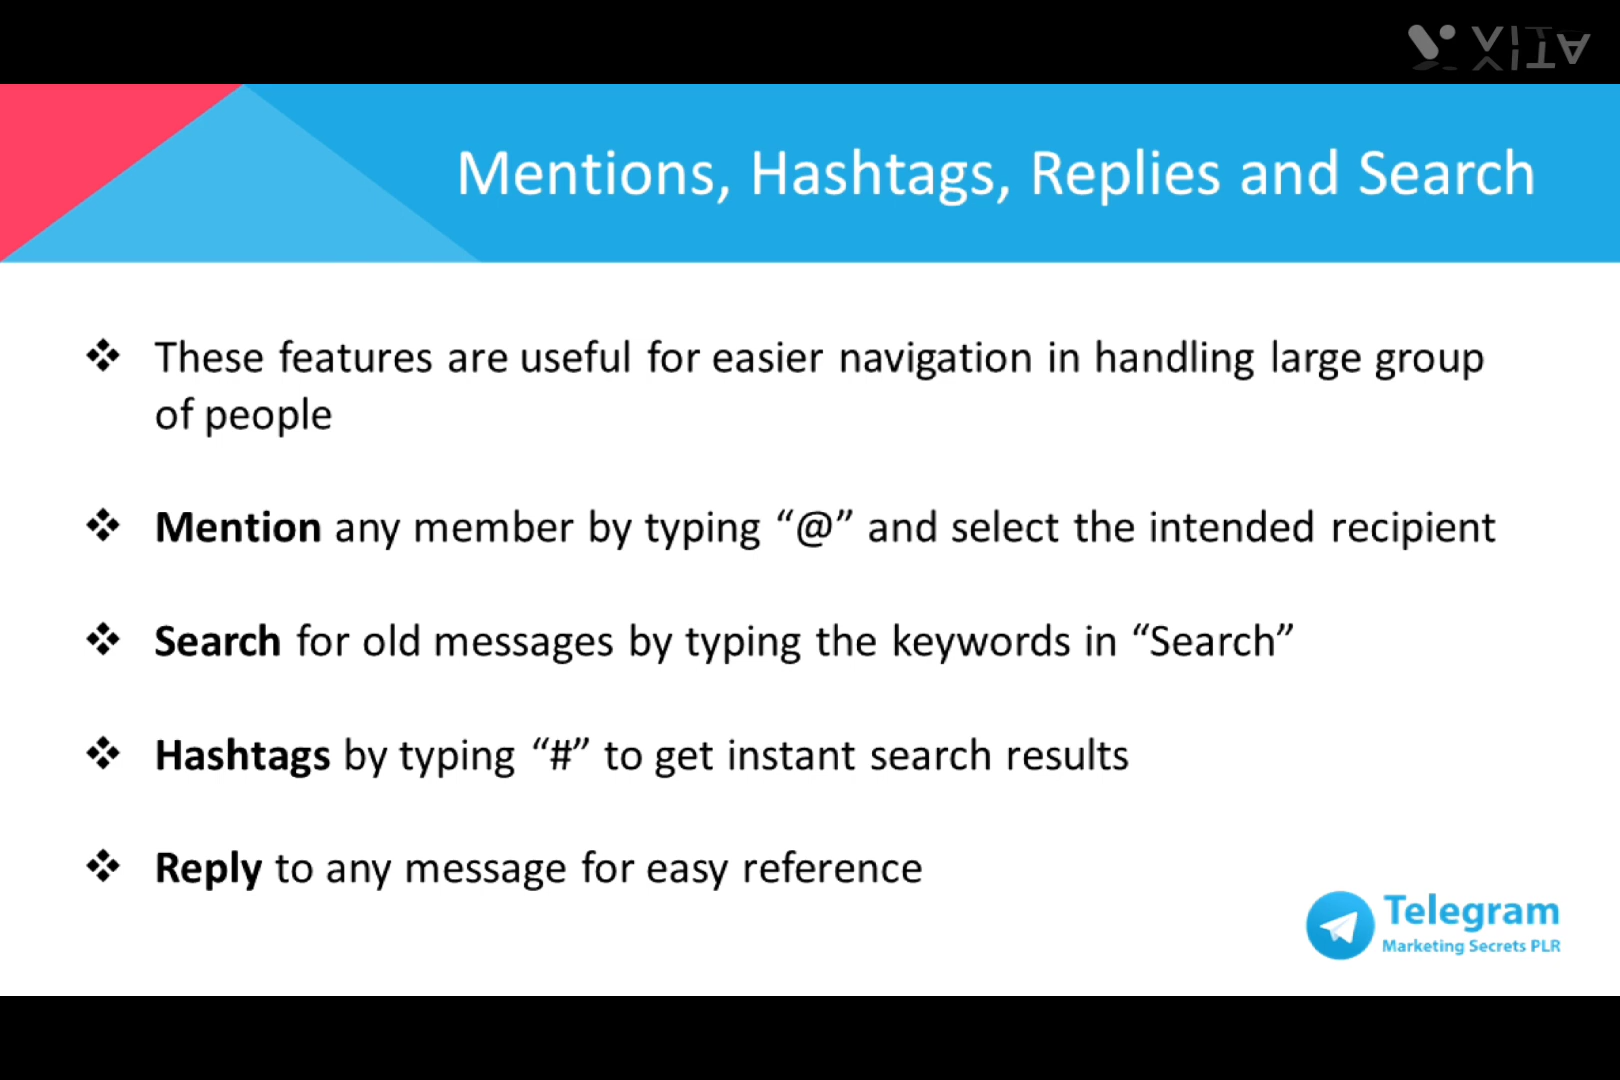 VITA
Mentions, Hashtags, Replies and Search
❖ These features are useful for easier navigation in handling large group
of people
❖ Mention any member by typing “@” and select the intended recipient
❖ Search for old messages by typing the keywords in “Search”
❖ Hashtags by typing “#” to get instant search results
❖ Reply to any message for easy reference
Telegram
Marketing Secrets PLR